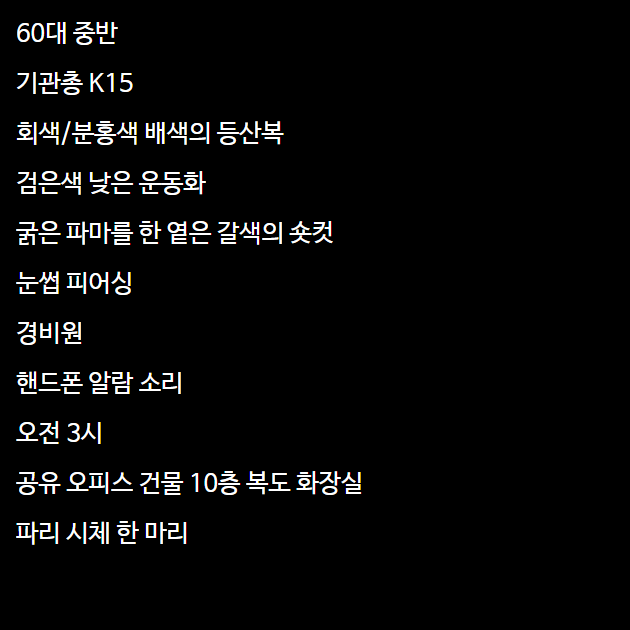 60대 중반
기관총 K15
회색/분홍색 배색의 등산복
검은색 낮은 운동화
굵은 파마를 한 옅은 갈색의 숏컷
눈썹 피어싱
경비원
핸드폰 알람 소리
오전 3시
공유 오피스 건물 10층 복도 화장실
파리 시체 한 마리